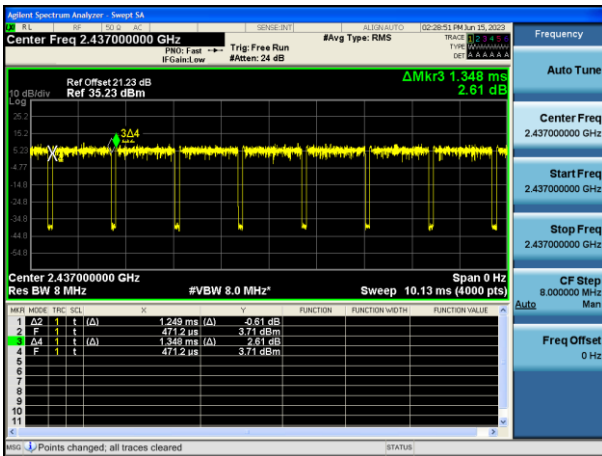 Agilent Spectrum Analyzer - Swept SA
RL RF 50 Ω AC SENSE:INT ALIGN AUTO 02:28:51 PM Jun 15, 2023
Center Freq 2.437000000 GHz #Avg Type: RMS TRACE 1 2 3 4 5 6
PNO: Fast Trig: Free Run TYPE
IFGain:Low #Atten: 24 dB DET A A A A A A
Ref Offset 21.23 dB ΔMkr3 1.348 ms
10 dB/div Ref 35.23 dBm 2.61 dB
Log
25.2
15.2
5.23
-4.77
-14.8
-24.8
-34.8
-44.8
-54.8
3Δ4
Center 2.437000000 GHz Span 0 Hz
Res BW 8 MHz #VBW 8.0 MHz* Sweep 10.13 ms (4000 pts)
MKR MODE TRC SCL X Y FUNCTION FUNCTION WIDTH FUNCTION VALUE
1 Δ2 1 t (Δ) 1.249 ms (Δ) -0.61 dB
2 F 1 t 471.2 us 3.71 dBm
3 Δ4 1 t (Δ) 1.348 ms (Δ) 2.61 dB
4 F 1 t 471.2 us 3.71 dBm
5
6
7
8
9
10
11
MSG Points changed; all traces cleared STATUS
Frequency
Auto Tune
Center Freq
2.437000000 GHz
Start Freq
2.437000000 GHz
Stop Freq
2.437000000 GHz
CF Step
8.000000 MHz
Auto Man
Freq Offset
0 Hz